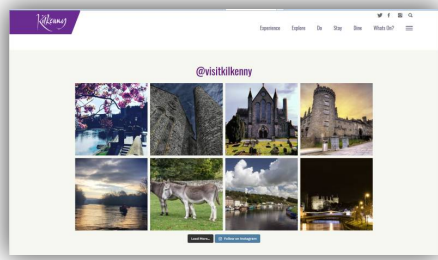 Kilkenny
Experience Explore Do Stay Dine Whats On?
@visitkilkenny
Load More... Follow on Instagram